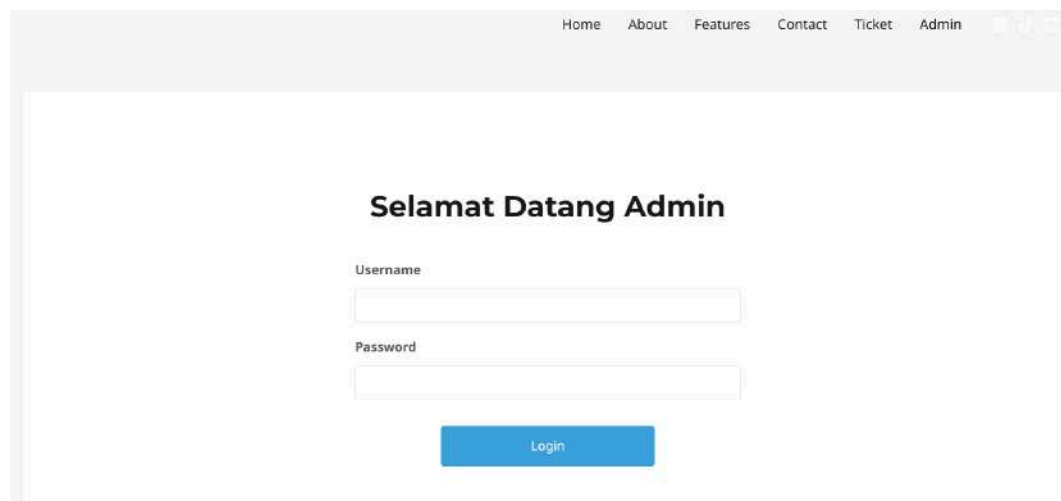 Home About Features Contact Ticket Admin
Selamat Datang Admin
Username
Password
Login